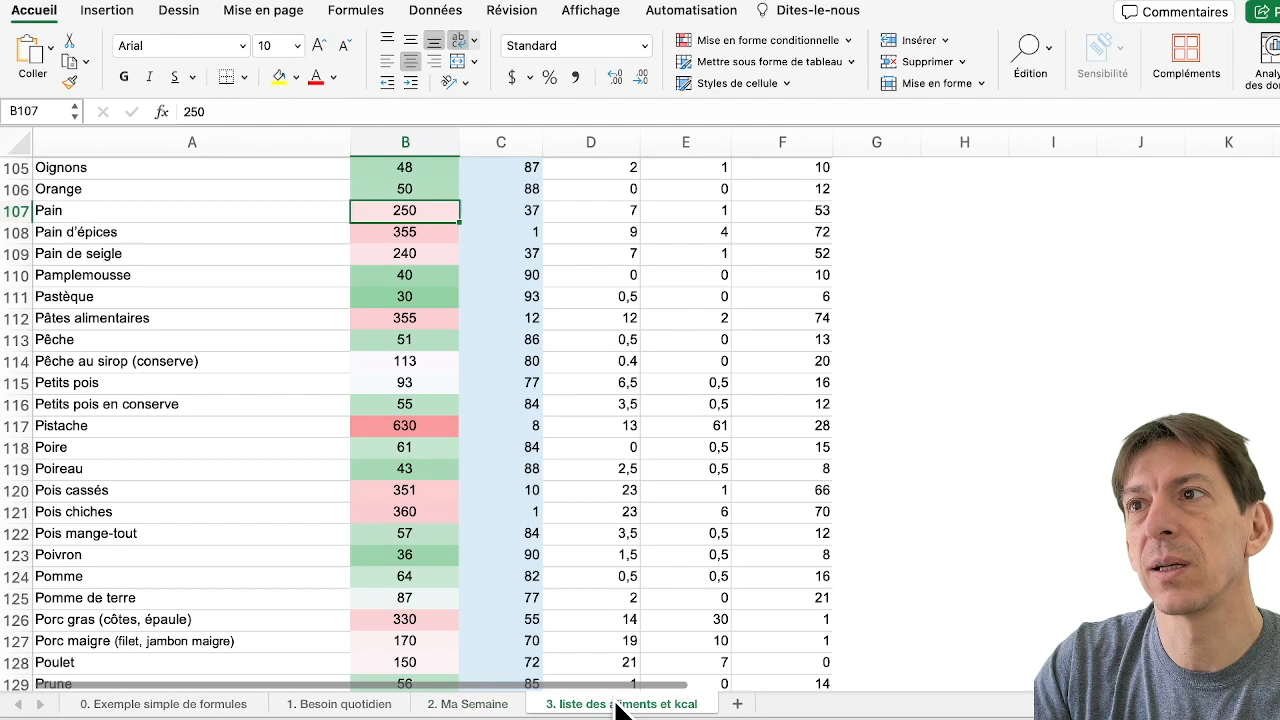 Accueil Insertion Dessin Mise en page Formules Données Révision Affichage Automatisation Dites-le-nous Commentaires
Coller Arial 10 Standard Mise en forme conditionnelle Insérer
Mettre sous forme de tableau Supprimer Édition Sensibilité Compléments
G I S A $ % Styles de cellule Mise en forme
B107 fx 250
A B C D E F G H I J K
105 Oignons 48 87 2 1 10
106 Orange 50 88 0 0 12
107 Pain 250 37 7 1 53
108 Pain d'épices 355 1 9 4 72
109 Pain de seigle 240 37 7 1 52
110 Pamplemousse 40 90 0 0 10
111 Pastèque 30 93 0,5 0 6
112 Pâtes alimentaires 355 12 12 2 74
113 Pêche 51 86 0,5 0 13
114 Pêche au sirop (conserve) 113 80 0.4 0 20
115 Petits pois 93 77 6,5 0,5 16
116 Petits pois en conserve 55 84 3,5 0,5 12
117 Pistache 630 8 13 61 28
118 Poire 61 84 0 0,5 15
119 Poireau 43 88 2,5 0,5 8
120 Pois cassés 351 10 23 1 66
121 Pois chiches 360 1 23 6 70
122 Pois mange-tout 57 84 3,5 0,5 12
123 Poivron 36 90 1,5 0,5 8
124 Pomme 64 82 0,5 0,5 16
125 Pomme de terre 87 77 2 0 21
126 Porc gras (côtes, épaule) 330 55 14 30 1
127 Porc maigre (filet, jambon maigre) 170 70 19 10 1
128 Poulet 150 72 21 7 0
129 Prune 56 85 1 0 14
0. Exemple simple de formules 1. Besoin quotidien 2. Ma Semaine 3. liste des aliments et kcal